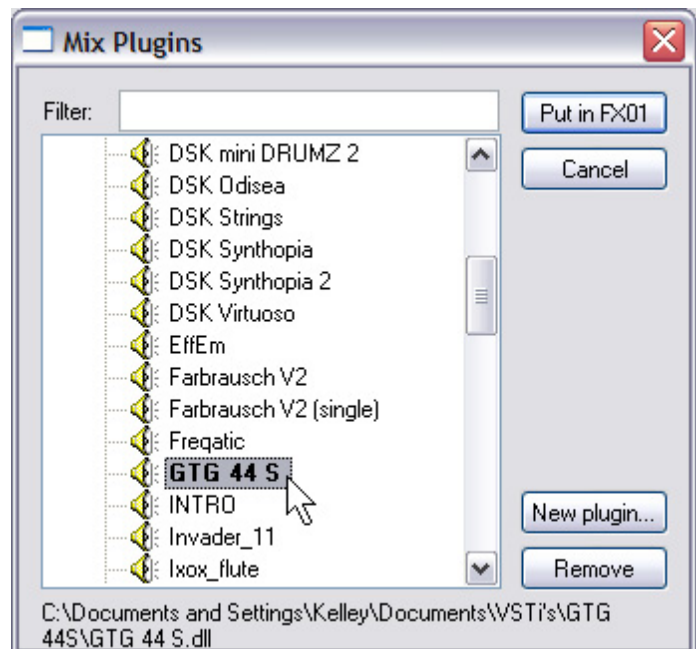 Mix Plugins
Filter:
Put in FX01
Cancel
DSK mini DRUMZ 2
DSK Odisea
DSK Strings
DSK Synthopia
DSK Synthopia 2
DSK Virtuoso
EffEm
Farbrausch V2
Farbrausch V2 (single)
Freqatic
GTG 44 S
INTRO
Invader_11
Ixox_flute
New plugin...
Remove
C:\Documents and Settings\Kelley\Documents\VSTi's\GTG
44S\GTG 44 S.dll